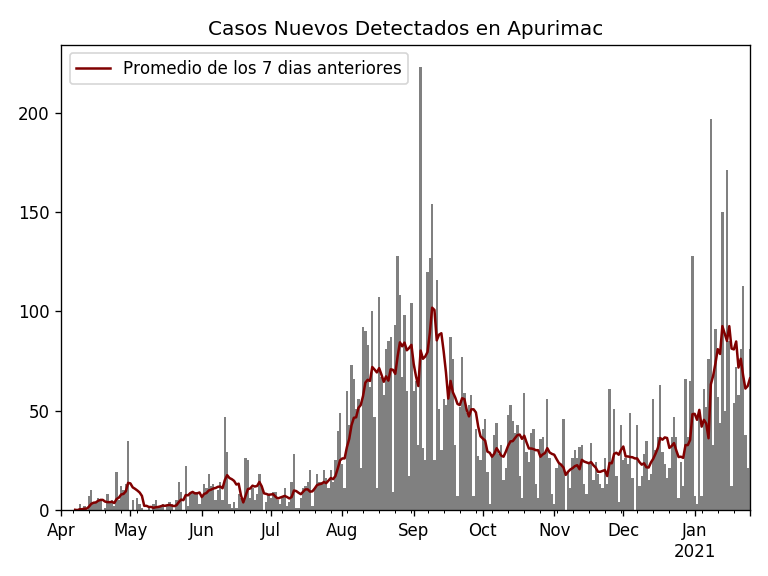 Casos Nuevos Detectados en Apurimac
Promedio de los 7 dias anteriores
200
150
100
50
0
Apr May Jun Jul Aug Sep Oct Nov Dec Jan
2021